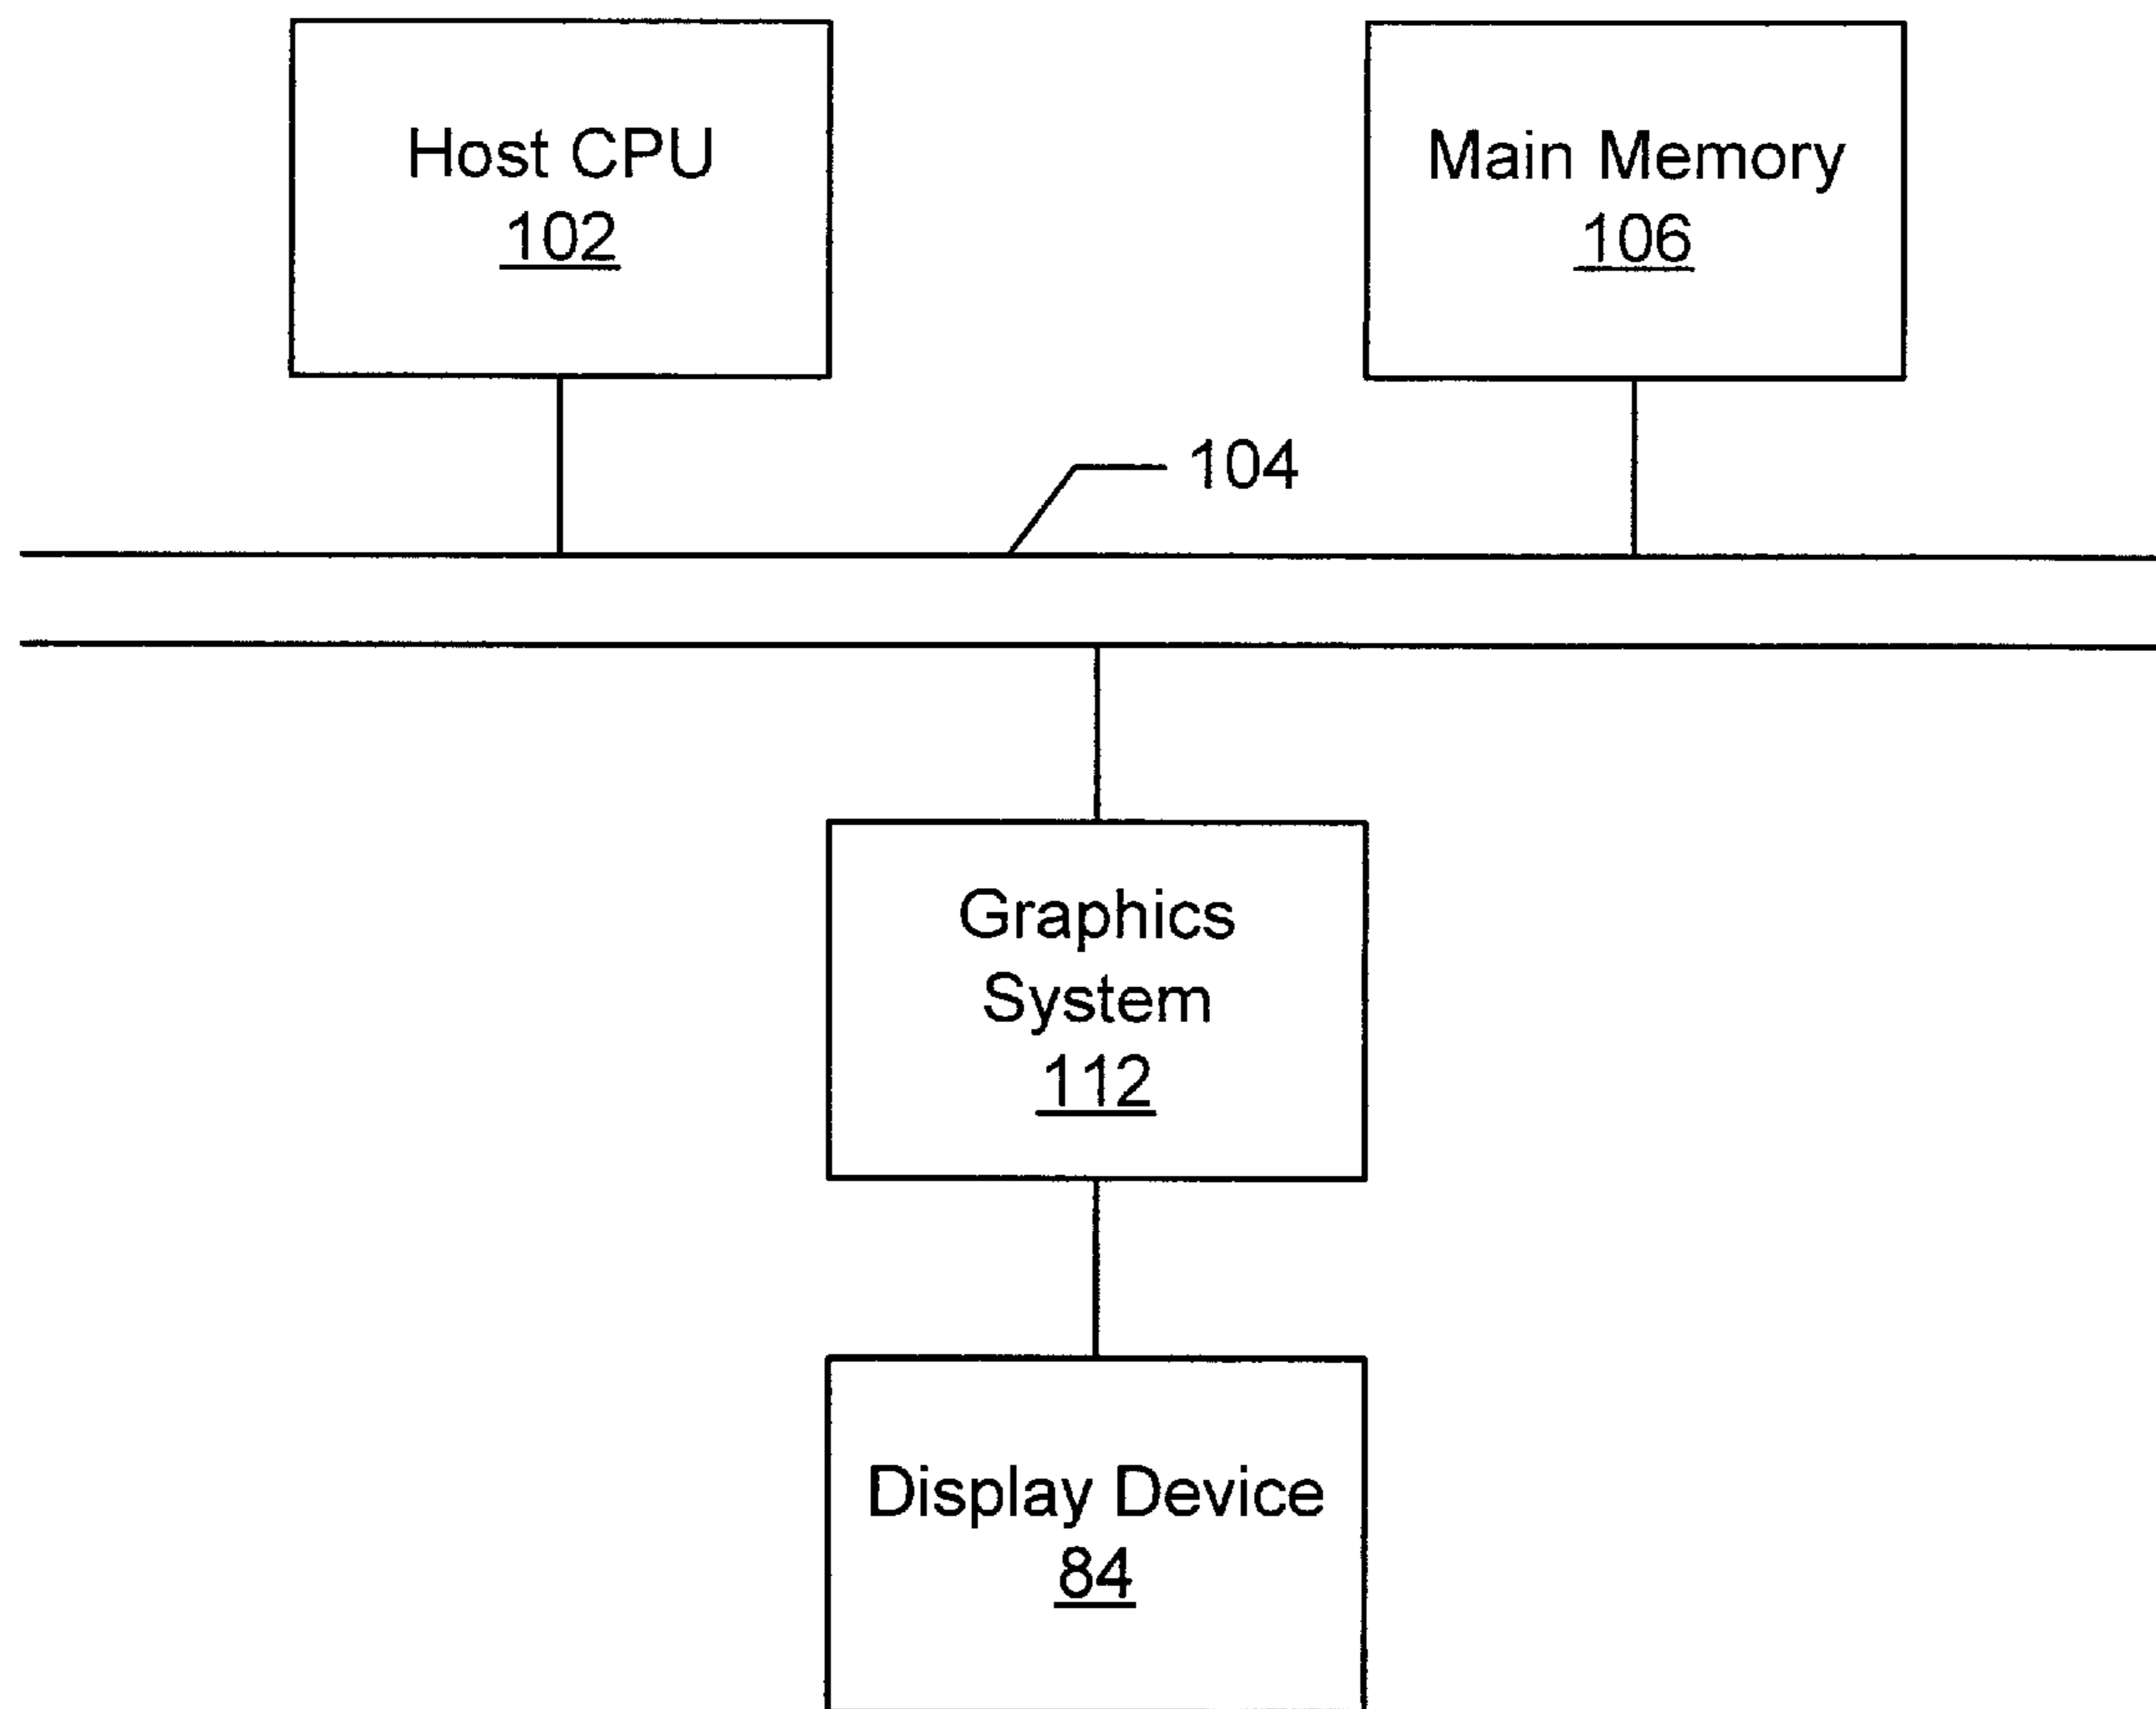 Host CPU
102
Main Memory
106
104
Graphics
System
112
Display Device
84